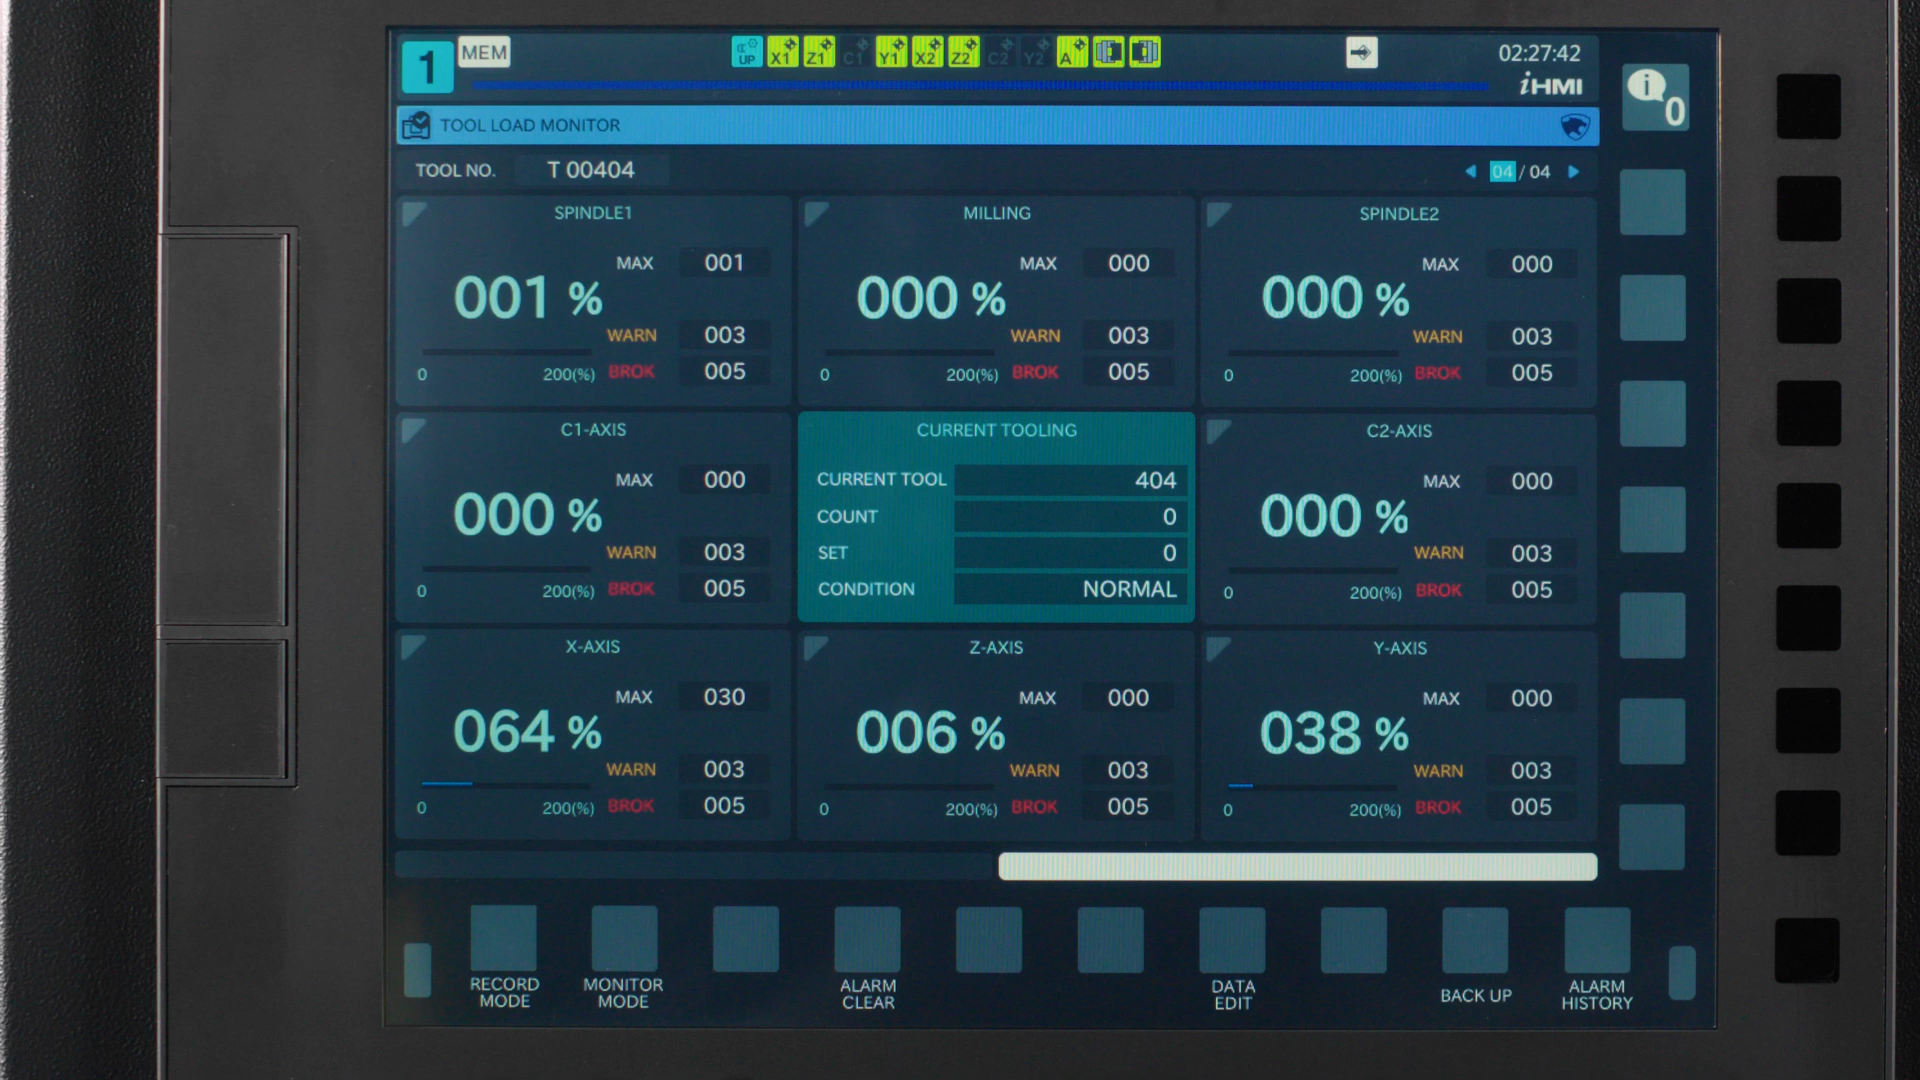 1 MEM UP X1 Z1 C1 Y1 X2 Z2 C2 Y2 A 02:27:42
iHMI
i 0
TOOL LOAD MONITOR
TOOL NO. T 00404 04 / 04
SPINDLE1
MAX 001
001 %
WARN 003
0 200(%) BROK 005
MILLING
MAX 000
000 %
WARN 003
0 200(%) BROK 005
SPINDLE2
MAX 000
000 %
WARN 003
0 200(%) BROK 005
C1-AXIS
MAX 000
000 %
WARN 003
0 200(%) BROK 005
CURRENT TOOLING
CURRENT TOOL 404
COUNT 0
SET 0
CONDITION NORMAL
C2-AXIS
MAX 000
000 %
WARN 003
0 200(%) BROK 005
X-AXIS
MAX 030
064 %
WARN 003
0 200(%) BROK 005
Z-AXIS
MAX 000
006 %
WARN 003
0 200(%) BROK 005
Y-AXIS
MAX 000
038 %
WARN 003
0 200(%) BROK 005
RECORD
MODE
MONITOR
MODE
ALARM
CLEAR
DATA
EDIT
BACK UP
ALARM
HISTORY